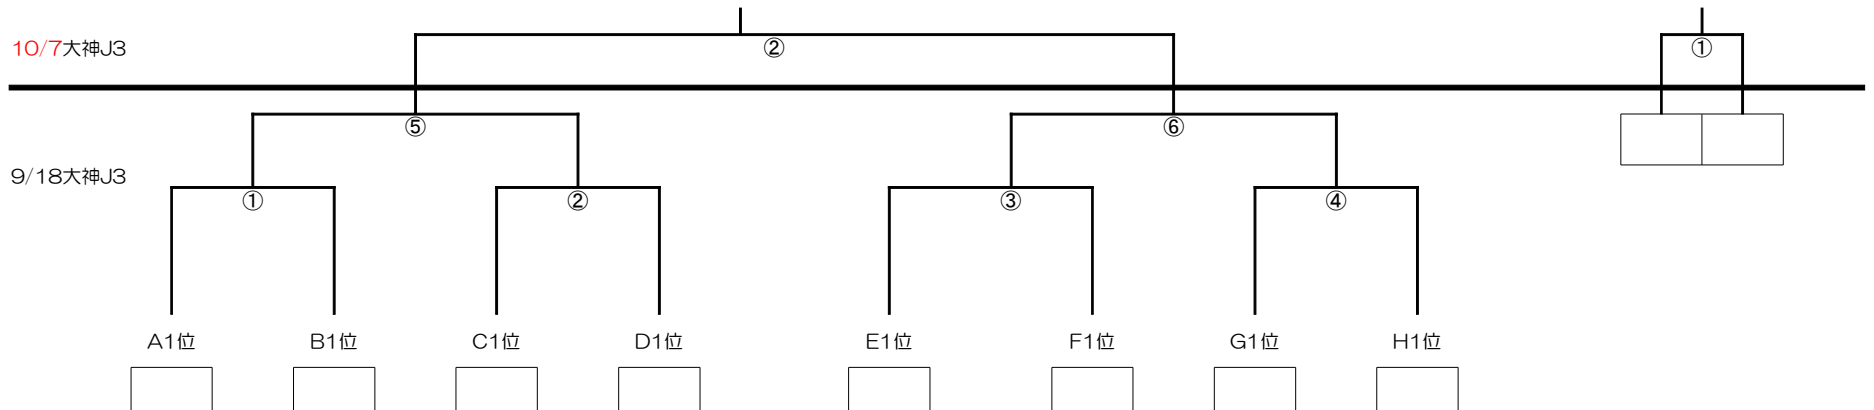 10/7大神J3
②
①
⑤
⑥
9/18大神J3
①
②
③
④
A1位
B1位
C1位
D1位
E1位
F1位
G1位
H1位